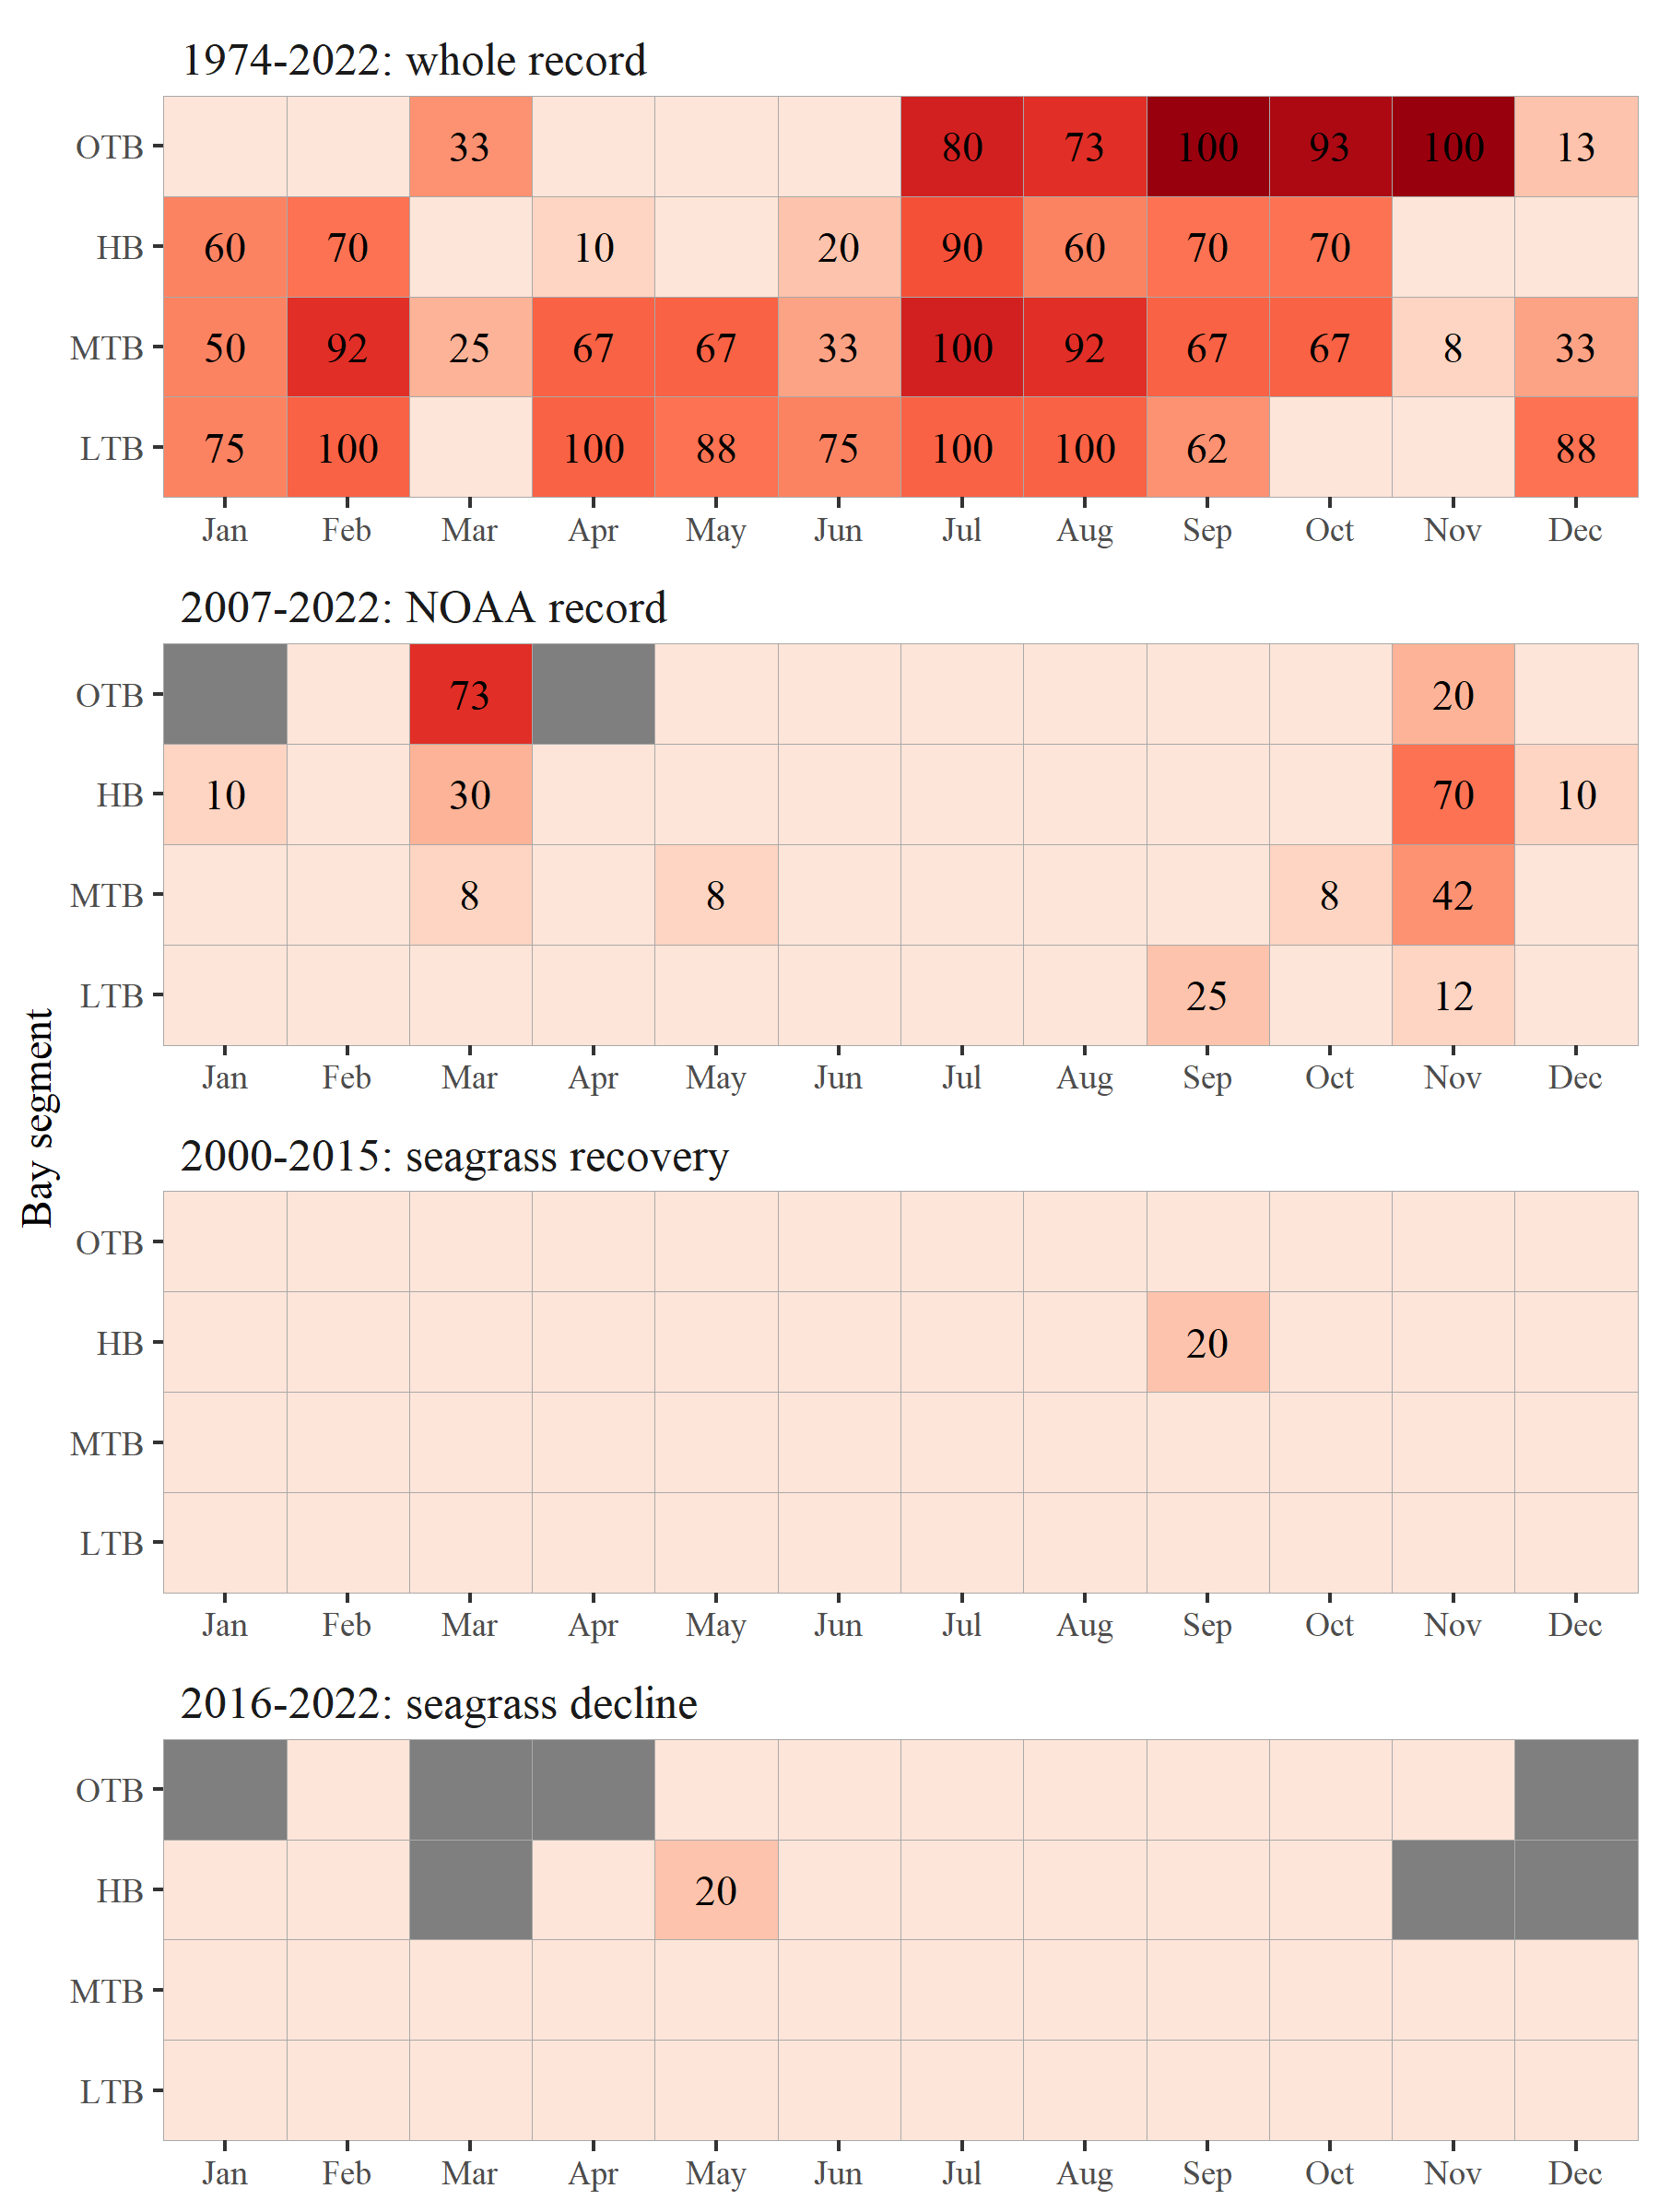 1974-2022: whole record
OTB 33 80 73 100 93 100 13
HB 60 70 10 20 90 60 70 70
MTB 50 92 25 67 67 33 100 92 67 67 8 33
LTB 75 100 100 88 75 100 100 62 88
Jan Feb Mar Apr May Jun Jul Aug Sep Oct Nov Dec
2007-2022: NOAA record
OTB 73 20
HB 10 30 70 10
MTB 8 8 8 42
LTB 25 12
Jan Feb Mar Apr May Jun Jul Aug Sep Oct Nov Dec
Bay segment
2000-2015: seagrass recovery
OTB
HB 20
MTB
LTB
Jan Feb Mar Apr May Jun Jul Aug Sep Oct Nov Dec
2016-2022: seagrass decline
OTB
HB 20
MTB
LTB
Jan Feb Mar Apr May Jun Jul Aug Sep Oct Nov Dec